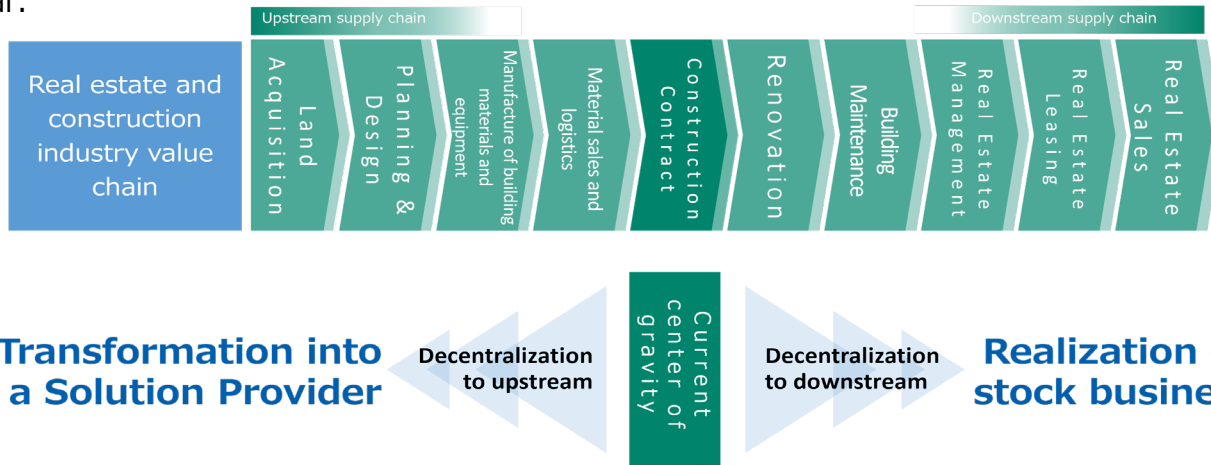 Upstream supply chain
Downstream supply chain
Real estate and
construction
industry value
chain
Land
Acquisition
Planning &
Design
Manufacture of building
materials and
equipment
Material sales and
logistics
Construction
Contract
Renovation
Building
Maintenance
Real Estate
Management
Real Estate
Leasing
Real Estate
Sales
Transformation into
a Solution Provider
Decentralization
to upstream
Current
center of
gravity
Decentralization
to downstream
Realization
stock